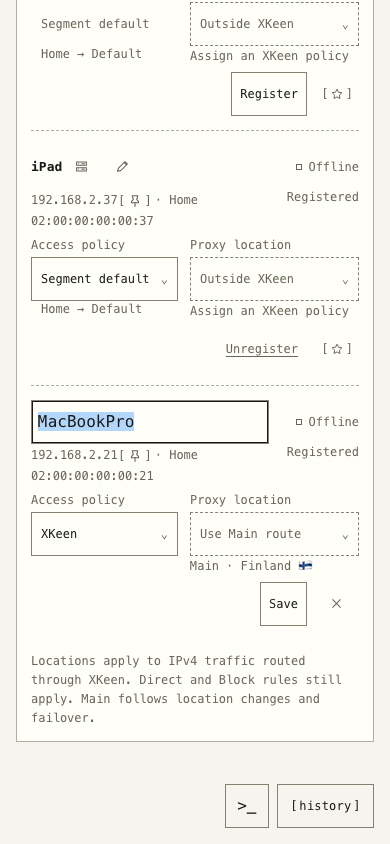 Segment default
Outside XKeen
Home → Default
Assign an XKeen policy
Register
[☆]
iPad
Offline
192.168.2.37[ ]· Home
Registered
02:00:00:00:00:37
Access policy
Proxy location
Segment default
Outside XKeen
Home → Default
Assign an XKeen policy
Unregister
[☆]
MacBookPro
Offline
192.168.2.21[ ]· Home
Registered
02:00:00:00:00:21
Access policy
Proxy location
XKeen
Use Main route
Main · Finland 🇫🇮
Save
×
Locations apply to IPv4 traffic routed
through XKeen. Direct and Block rules still
apply. Main follows location changes and
failover.
>_
[history]